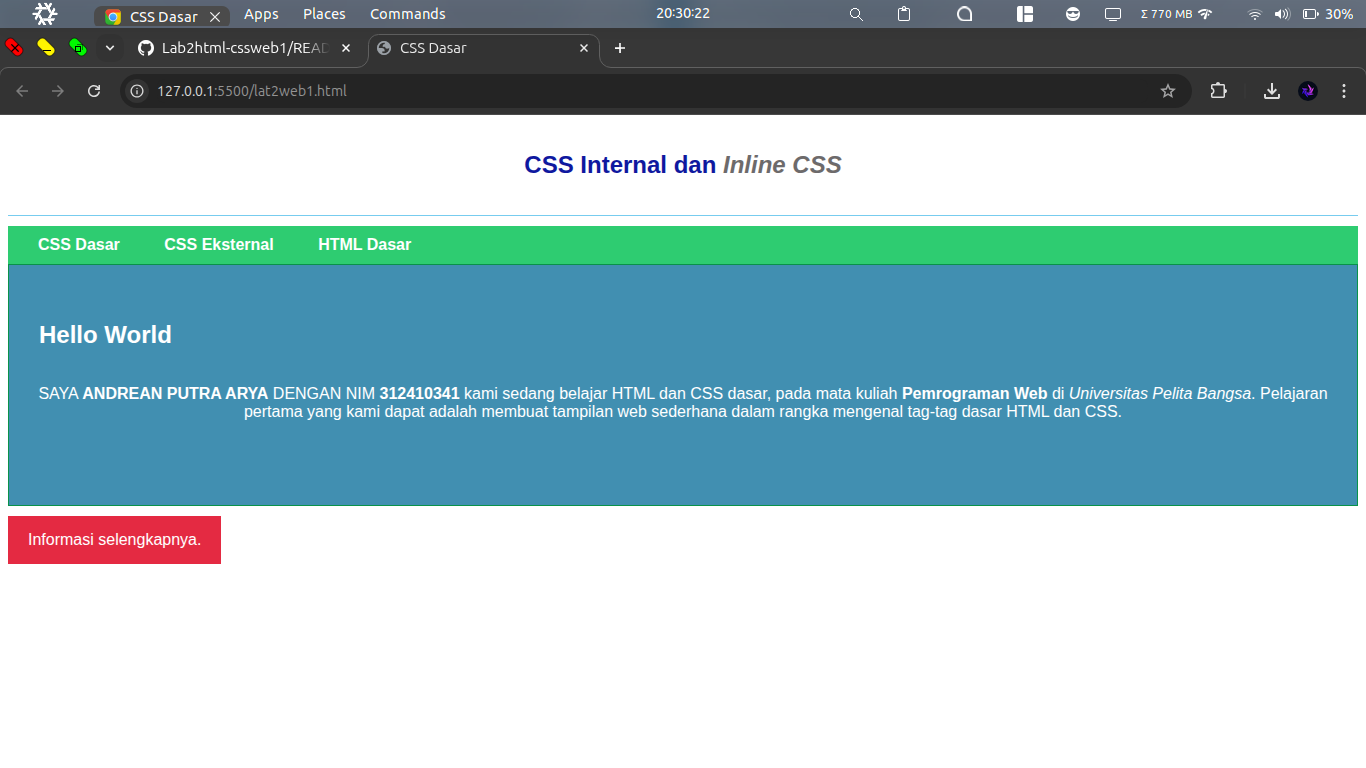 CSS Dasar Apps Places Commands 20:30:22 Σ 770 MB 30%
Lab2html-cssweb1/READ CSS Dasar
127.0.0.1:5500/lat2web1.html
CSS Internal dan Inline CSS
CSS Dasar CSS Eksternal HTML Dasar
Hello World
SAYA ANDREAN PUTRA ARYA DENGAN NIM 312410341 kami sedang belajar HTML dan CSS dasar, pada mata kuliah Pemrograman Web di Universitas Pelita Bangsa. Pelajaran
pertama yang kami dapat adalah membuat tampilan web sederhana dalam rangka mengenal tag-tag dasar HTML dan CSS.
Informasi selengkapnya.